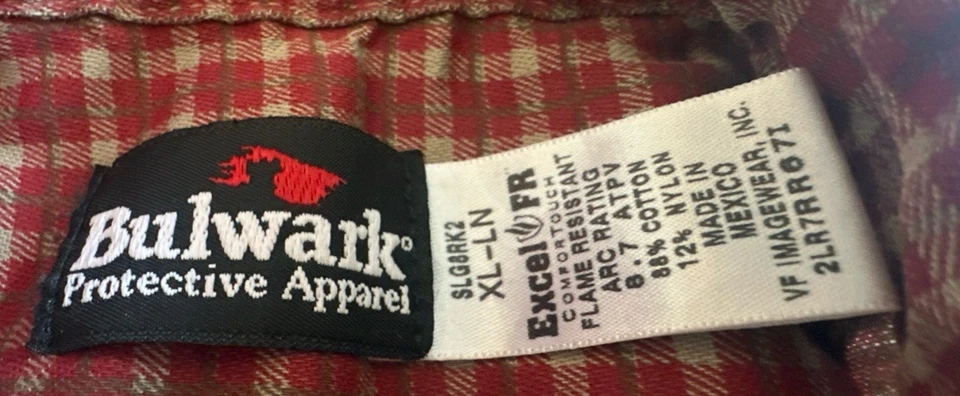 Bulwark®
Protective Apparel
SLG8RK2
XL-LN
Excel FR
COMFORTOUCH
FLAME RESISTANT
ARC RATING
8.7 ATPV
88% COTTON
12% NYLON
MADE IN
MEXICO
VF IMAGEWEAR, INC.
2LR7RR671